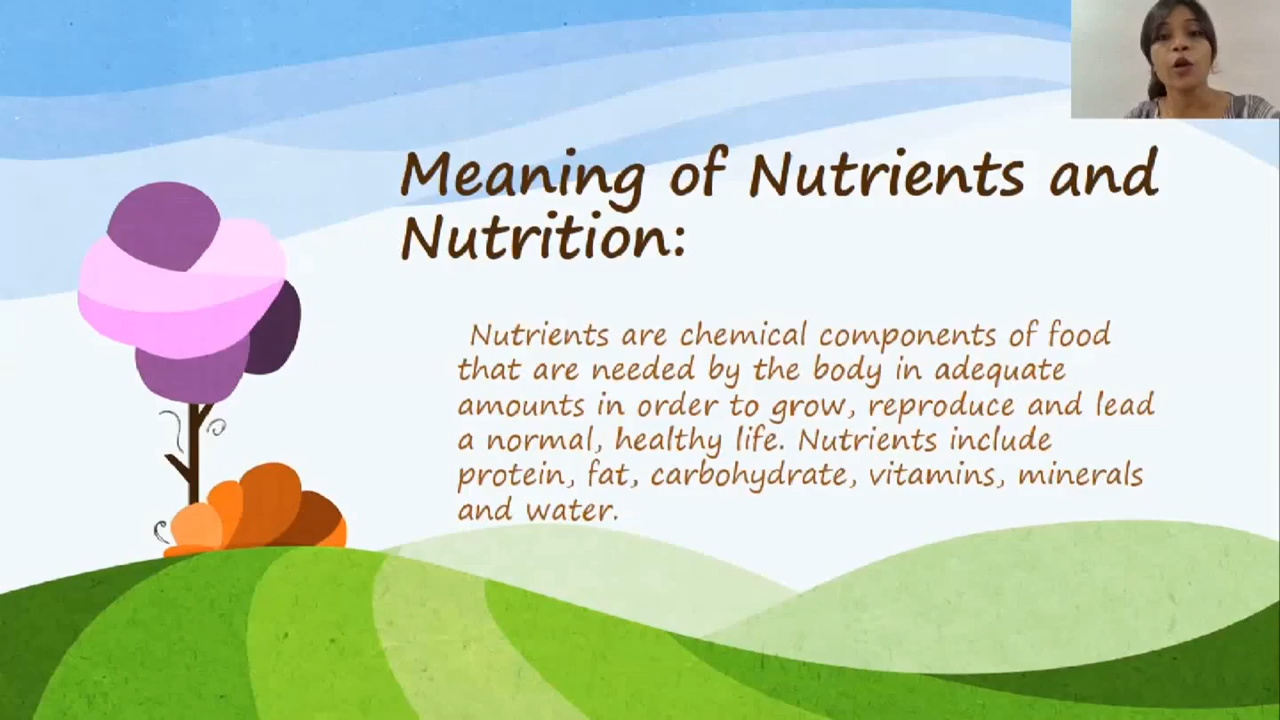 Meaning of Nutrients and
Nutrition:
Nutrients are chemical components of food
that are needed by the body in adequate
amounts in order to grow, reproduce and lead
a normal, healthy life. Nutrients include
protein, fat, carbohydrate, vitamins, minerals
and water.